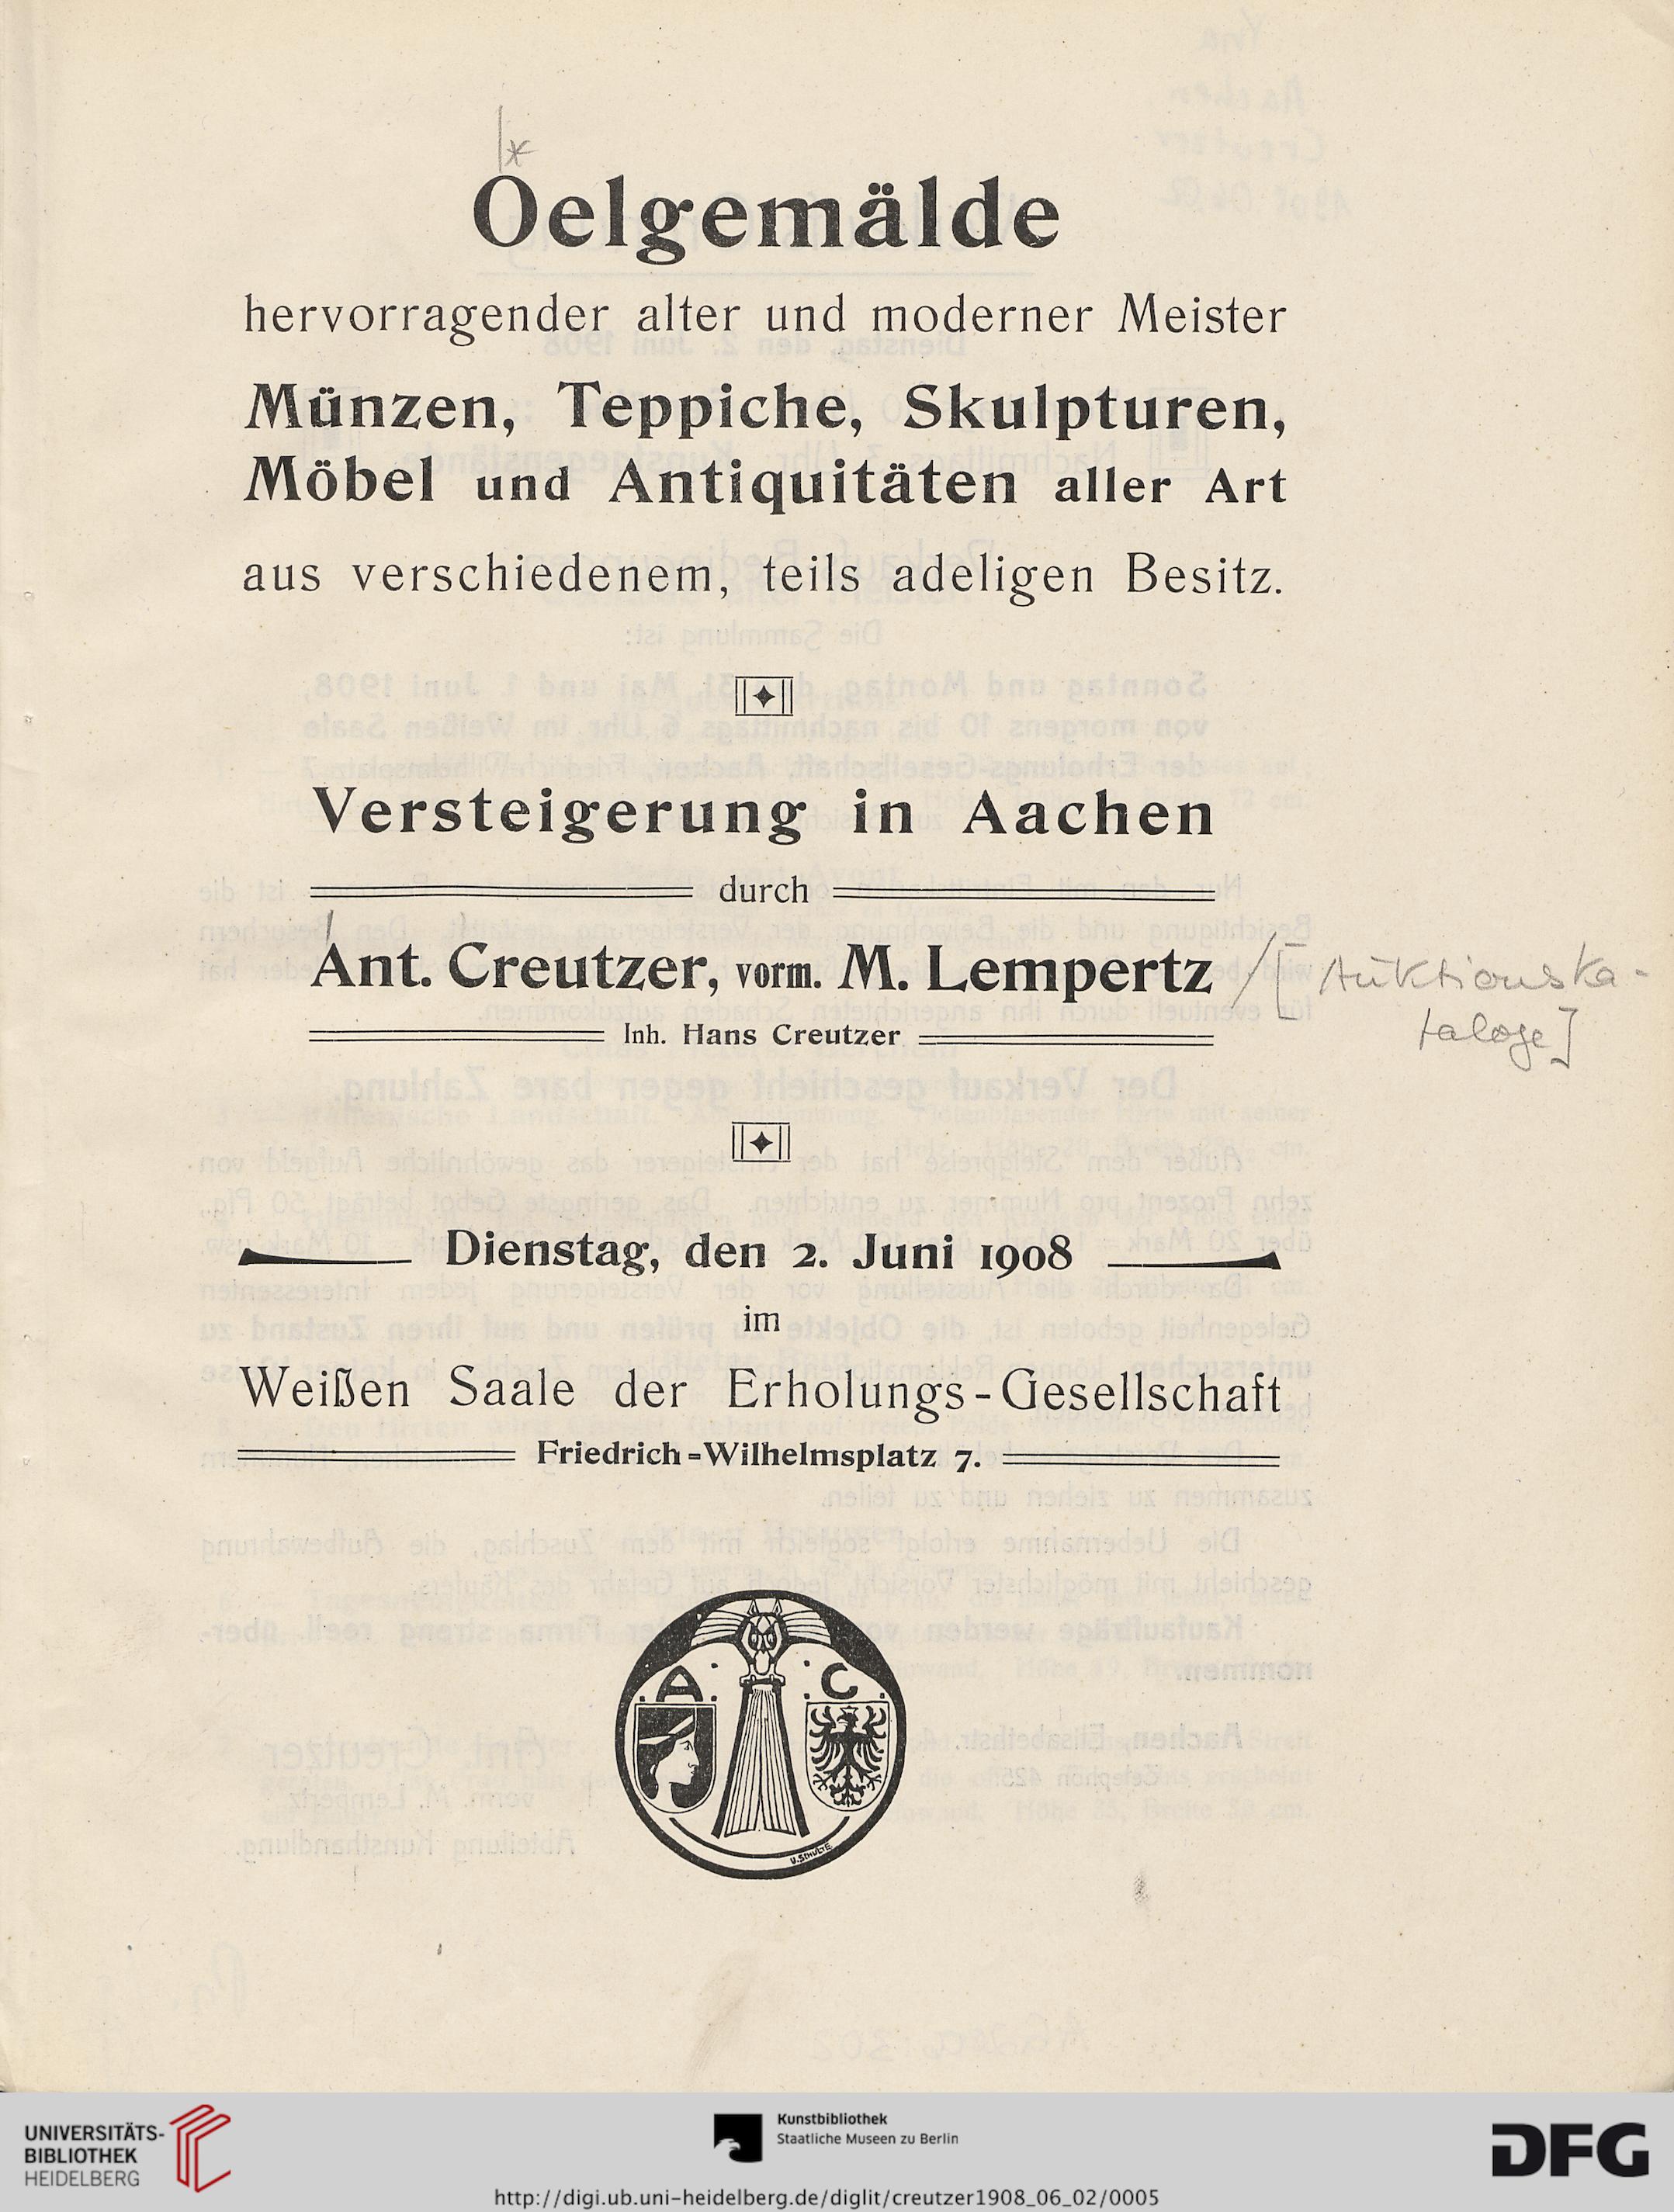 Oelgemälde
hervorragender alter und moderner Meister
Münzen, Teppiche, Skulpturen,
Möbel und Antiquitäten aller Art
aus verschiedenem, teils adeligen Besitz.
Versteigerung in Aachen
durch
Ant. Creutzer, vorm. M. Lempertz /[Auktionska-
taloge]
Inh. Hans Creutzer
Dienstag, den 2. Juni 1908
im
Weißen Saale der Erholungs-Gesellschaft
Friedrich-Wilhelmsplatz 7.
A. C.
U. SCHULTE
UNIVERSITÄTS-
BIBLIOTHEK
HEIDELBERG
Kunstbibliothek
Staatliche Museen zu Berlin
DFG
http://digi.ub.uni-heidelberg.de/diglit/creutzer1908_06_02/0005